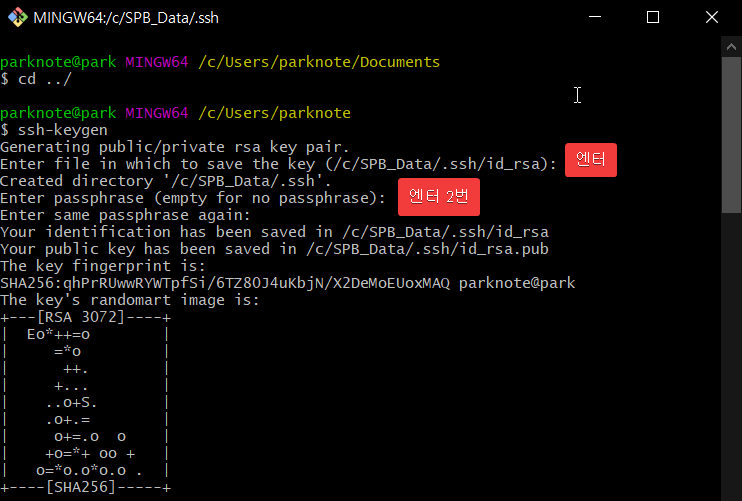 MINGW64:/c/SPB_Data/.ssh
parknote@park MINGW64 /c/Users/parknote/Documents
$ cd ../
parknote@park MINGW64 /c/Users/parknote
$ ssh-keygen
Generating public/private rsa key pair.
Enter file in which to save the key (/c/SPB_Data/.ssh/id_rsa): 엔터
Created directory '/c/SPB_Data/.ssh'.
Enter passphrase (empty for no passphrase): 엔터 2번
Enter same passphrase again:
Your identification has been saved in /c/SPB_Data/.ssh/id_rsa
Your public key has been saved in /c/SPB_Data/.ssh/id_rsa.pub
The key fingerprint is:
SHA256:qhPrRUwwRYWTpfSi/6TZ8OJ4uKbjN/X2DeMoEUoxMAQ parknote@park
The key's randomart image is:
+---[RSA 3072]----+
|  Eo*++=o        |
|     =*o         |
|      ++.        |
|     +...        |
|    ..o+S.       |
|    .o+.=        |
|     o+=.o  o    |
|    +o=*+ oo +   |
|   o=*o.o*o.o .  |
+----[SHA256]-----+